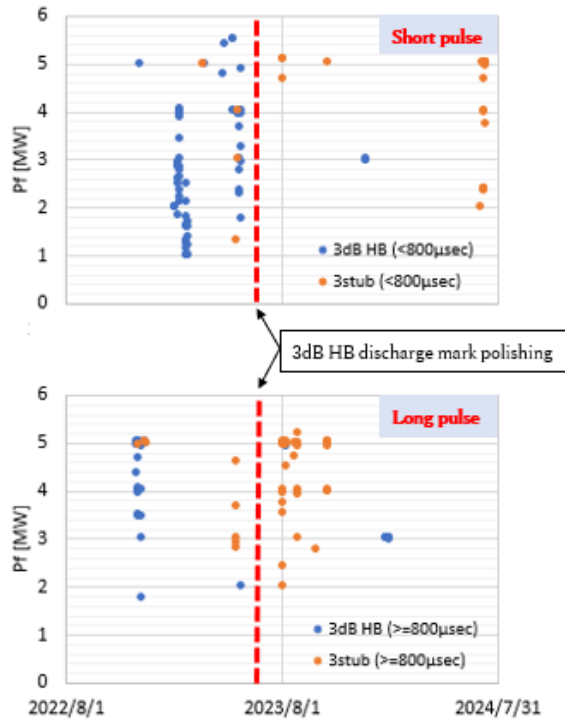 6
Short pulse
5
4
Pf [MW]
3
2
3dB HB (<800μsec)
1
3stub (<800μsec)
0
3dB HB discharge mark polishing
6
Long pulse
5
4
Pf [MW]
3
2
3dB HB (>=800μsec)
1
3stub (>=800μsec)
0
2022/8/1 2023/8/1 2024/7/31